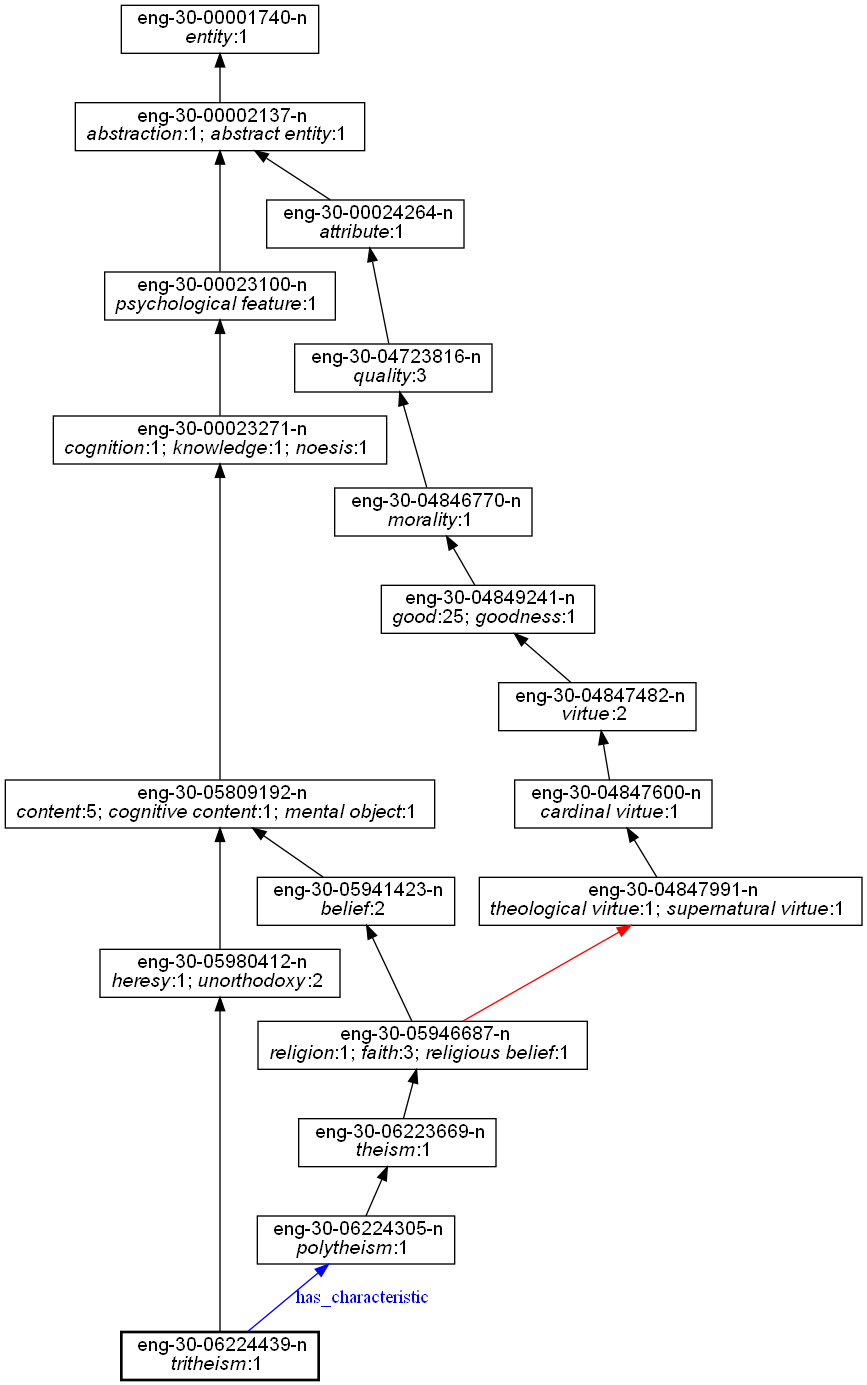 eng-30-00001740-n
entity:1
eng-30-00002137-n
abstraction:1; abstract entity:1
eng-30-00024264-n
attribute:1
eng-30-00023100-n
psychological feature:1
eng-30-04723816-n
quality:3
eng-30-00023271-n
cognition:1; knowledge:1; noesis:1
eng-30-04846770-n
morality:1
eng-30-04849241-n
good:25; goodness:1
eng-30-04847482-n
virtue:2
eng-30-05809192-n
content:5; cognitive content:1; mental object:1
eng-30-04847600-n
cardinal virtue:1
eng-30-05941423-n
belief:2
eng-30-04847991-n
theological virtue:1; supernatural virtue:1
eng-30-05980412-n
heresy:1; unorthodoxy:2
eng-30-05946687-n
religion:1; faith:3; religious belief:1
eng-30-06223669-n
theism:1
eng-30-06224305-n
polytheism:1
has_characteristic
eng-30-06224439-n
tritheism:1